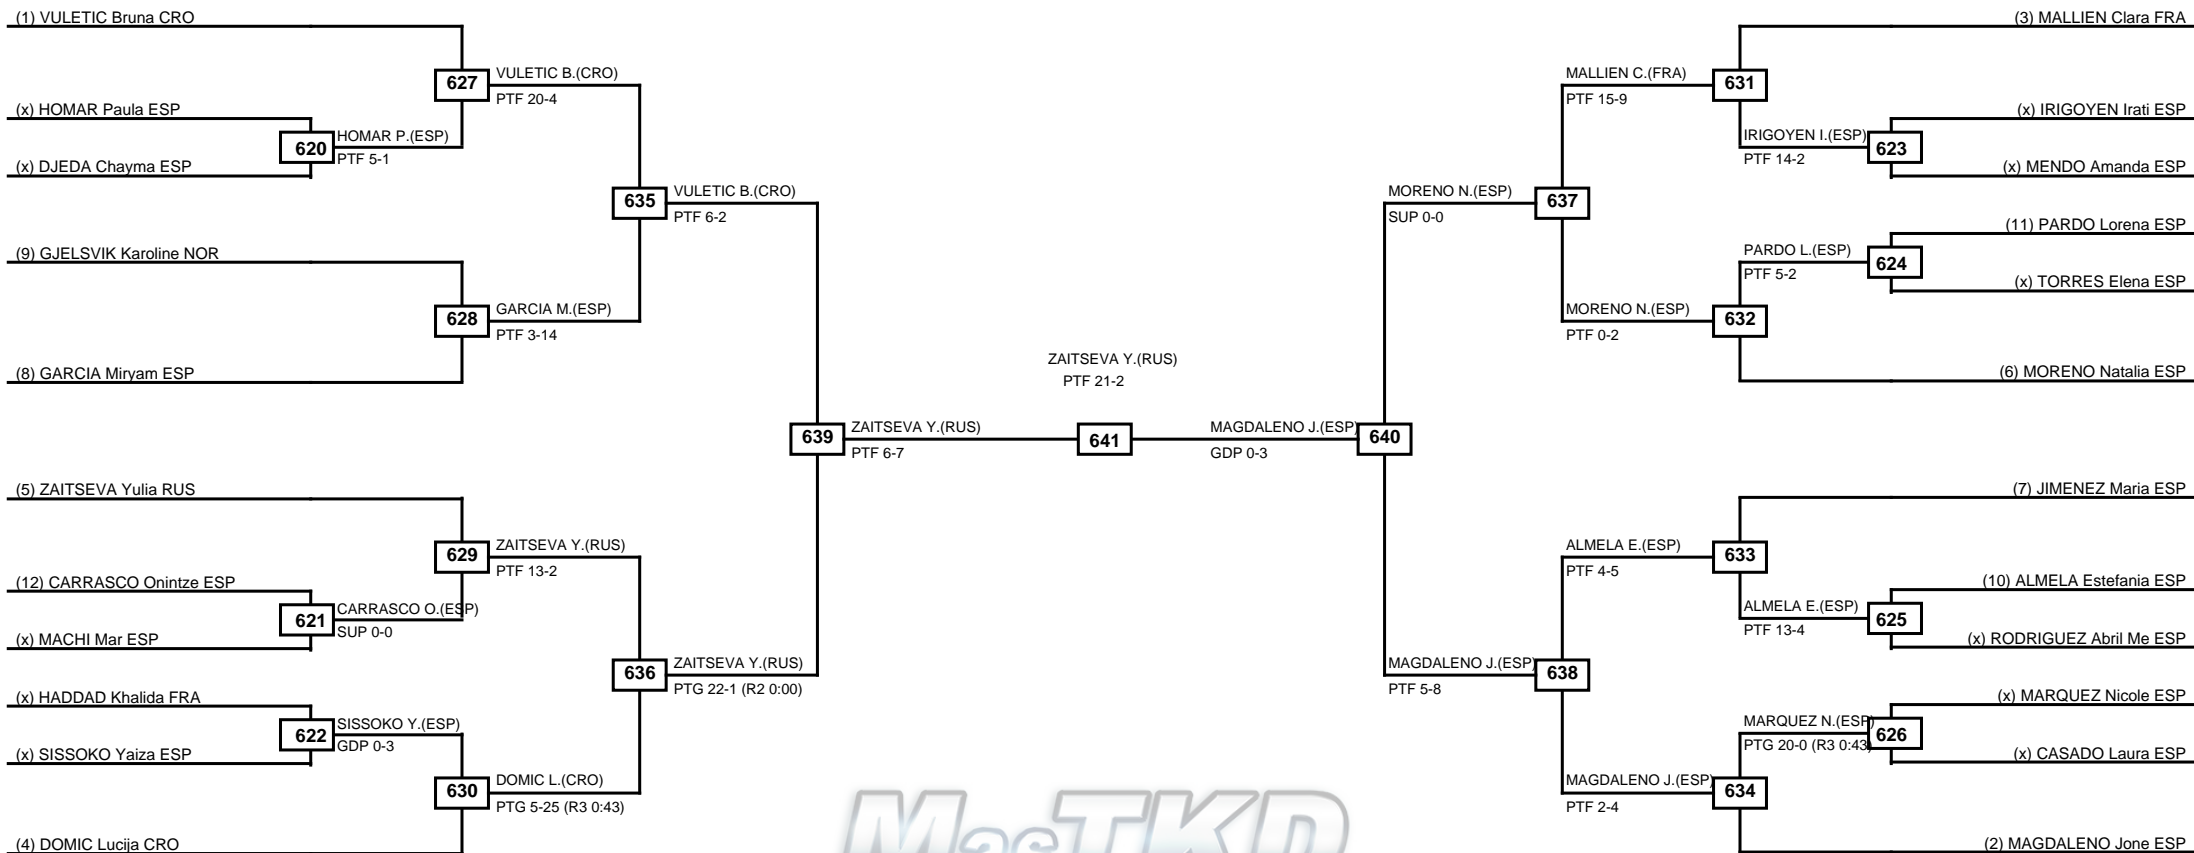 (1) VULETIC Bruna CRO
(x) HOMAR Paula ESP
(x) DJEDA Chayma ESP
(9) GJELSVIK Karoline NOR
(8) GARCIA Miryam ESP
(5) ZAITSEVA Yulia RUS
(12) CARRASCO Onintze ESP
(x) MACHI Mar ESP
(x) HADDAD Khalida FRA
(x) SISSOKO Yaiza ESP
(4) DOMIC Lucija CRO
620
HOMAR P.(ESP)
PTF 5-1
621
CARRASCO O.(ESP)
SUP 0-0
622
SISSOKO Y.(ESP)
GDP 0-3
627
VULETIC B.(CRO)
PTF 20-4
628
GARCIA M.(ESP)
PTF 3-14
629
ZAITSEVA Y.(RUS)
PTF 13-2
630
DOMIC L.(CRO)
PTG 5-25 (R3 0:43)
635
VULETIC B.(CRO)
PTF 6-2
636
ZAITSEVA Y.(RUS)
PTG 22-1 (R2 0:00)
639
ZAITSEVA Y.(RUS)
PTF 6-7
ZAITSEVA Y.(RUS)
PTF 21-2
641
MAGDALENO J.(ESP)
GDP 0-3
640
MORENO N.(ESP)
SUP 0-0
637
MAGDALENO J.(ESP)
PTF 5-8
638
MALLIEN C.(FRA)
PTF 15-9
631
MORENO N.(ESP)
PTF 0-2
632
ALMELA E.(ESP)
PTF 4-5
633
MAGDALENO J.(ESP)
PTF 2-4
634
IRIGOYEN I.(ESP)
PTF 14-2
623
PARDO L.(ESP)
PTF 5-2
624
ALMELA E.(ESP)
PTF 13-4
625
MARQUEZ N.(ESP)
PTG 20-0 (R3 0:43)
626
(3) MALLIEN Clara FRA
(x) IRIGOYEN Irati ESP
(x) MENDO Amanda ESP
(11) PARDO Lorena ESP
(x) TORRES Elena ESP
(6) MORENO Natalia ESP
(7) JIMENEZ Maria ESP
(10) ALMELA Estefania ESP
(x) RODRIGUEZ Abril Me ESP
(x) MARQUEZ Nicole ESP
(x) CASADO Laura ESP
(2) MAGDALENO Jone ESP
MasTKD